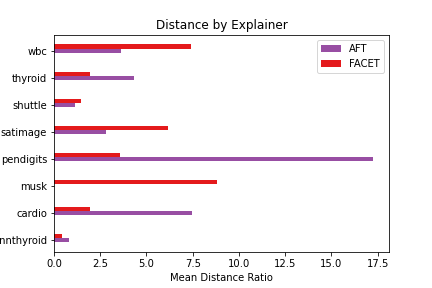 Distance by Explainer
AFT
FACET
wbc
thyroid
shuttle
satimage
pendigits
musk
cardio
nnthyroid
0.0 2.5 5.0 7.5 10.0 12.5 15.0 17.5
Mean Distance Ratio